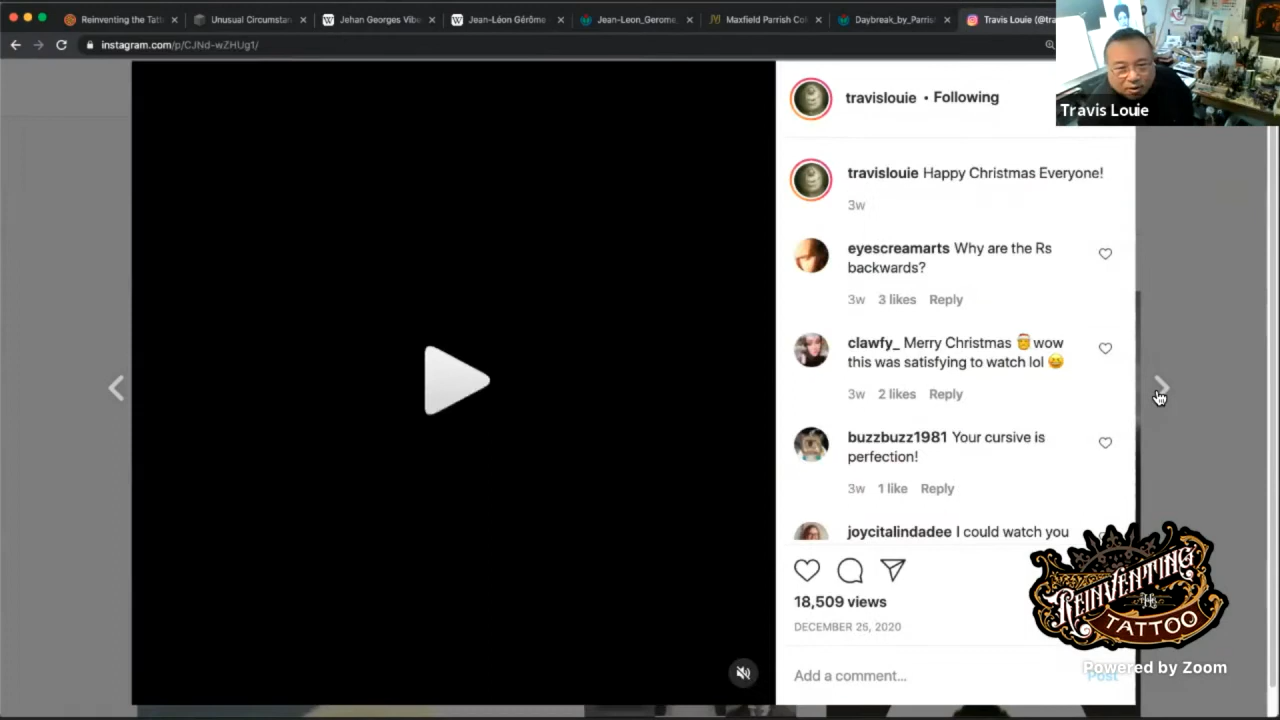 Reinventing the Tatt
Unusual Circumstan
Jehan Georges Vibe
Jean-Léon Gérôme
Jean-Leon_Gerome_
Maxfield Parrish Co
Daybreak_by_Parris
Travis Louie (@tra
instagram.com/p/CJNd-wZHUg1/
Travis Louie
travislouie • Following
travislouie Happy Christmas Everyone!
3w
eyescreamarts Why are the Rs
backwards?
3w 3 likes Reply
clawfy_ Merry Christmas 🎅 wow
this was satisfying to watch lol 😄
3w 2 likes Reply
buzzbuzz1981 Your cursive is
perfection!
3w 1 like Reply
joycitalindadee I could watch you
18,509 views
DECEMBER 25, 2020
Add a comment...
Post
REINVENTING
THE
TATTOO
Powered by Zoom